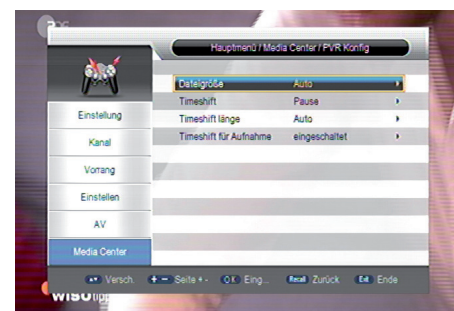 Hauptmenü / Media Center / PVR Konfig
Dateigröße Auto
Timeshift Pause
Timeshift länge Auto
Timeshift für Aufnahme eingeschaltet
Einstellung
Kanal
Vorrang
Einstellen
AV
Media Center
Versch. + - Seite + - OK Eing... Recall Zurück Exit Ende
WISO tipp